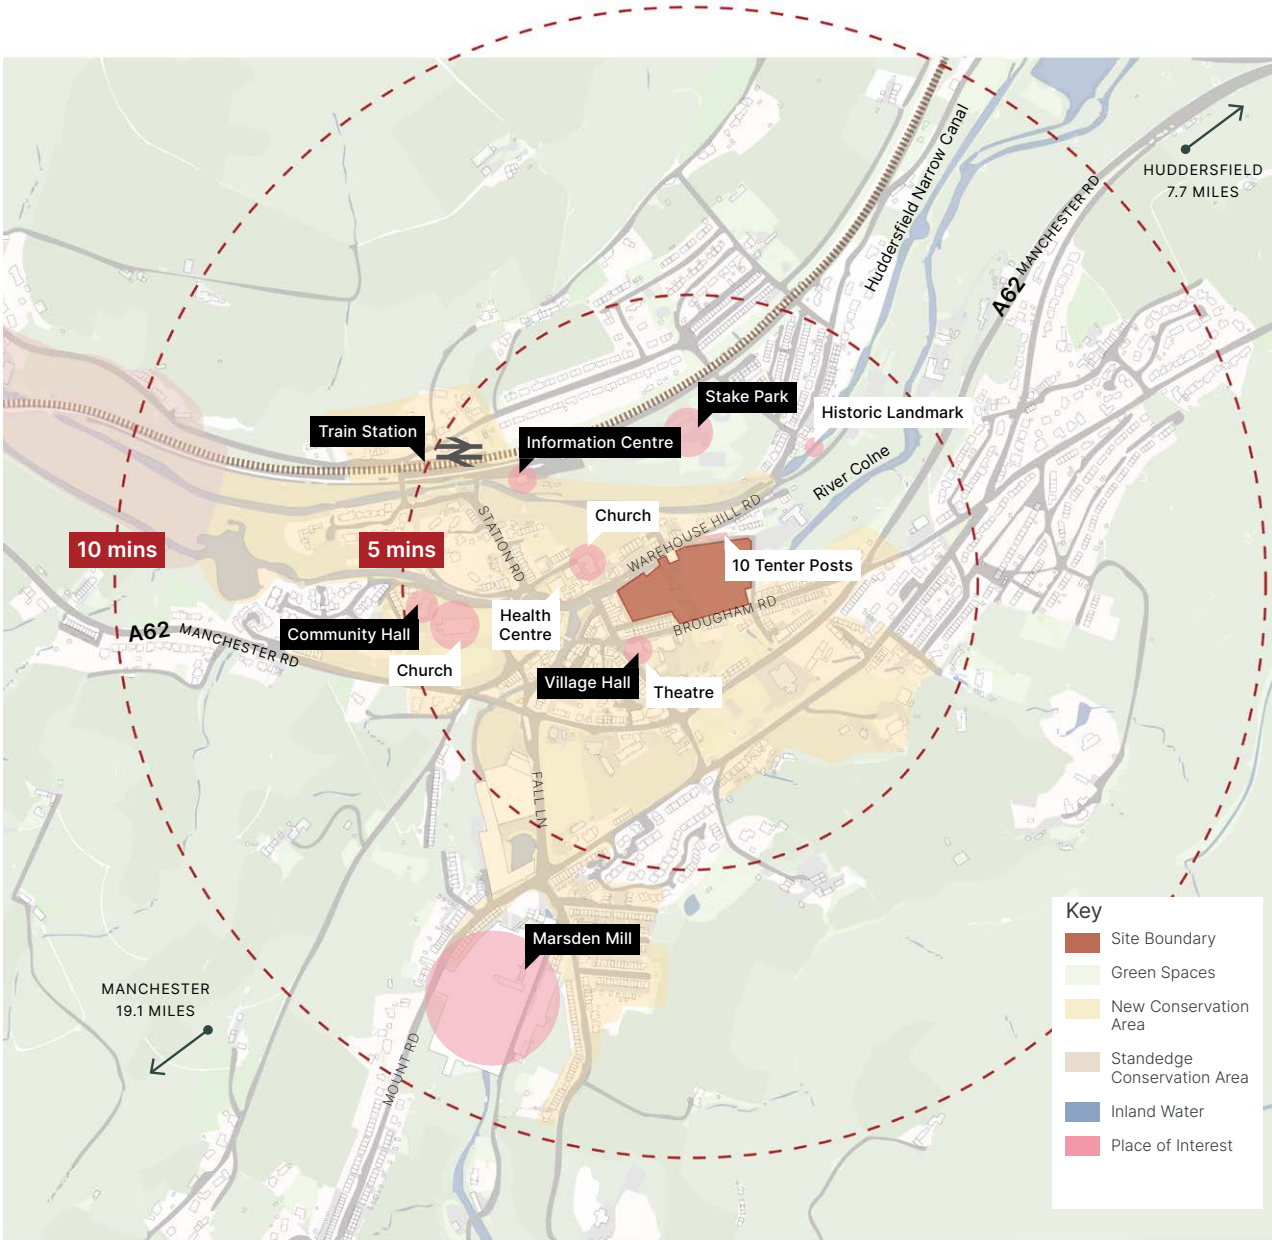 Huddersfield Narrow Canal
A62 MANCHESTER RD
HUDDERSFIELD
7.7 MILES
Stake Park
Historic Landmark
Train Station
Information Centre
River Colne
STATION RD
Church
WAREHOUSE HILL RD
10 mins
5 mins
10 Tenter Posts
Health
Centre
BROUGHAM RD
Community Hall
A62 MANCHESTER RD
Church
Village Hall
Theatre
FALL LN
Marsden Mill
MANCHESTER
19.1 MILES
MOUNT RD
Key
Site Boundary
Green Spaces
New Conservation
Area
Standedge
Conservation Area
Inland Water
Place of Interest